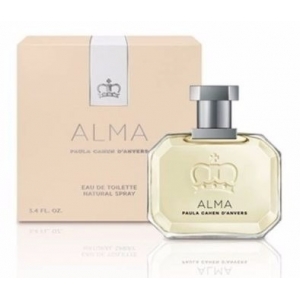 ALMA
PAULA CAHEN D'ANVERS
EAU DE TOILETTE
NATURAL SPRAY
3.4 FL. OZ.
ALMA
PAULA CAHEN D'ANVERS